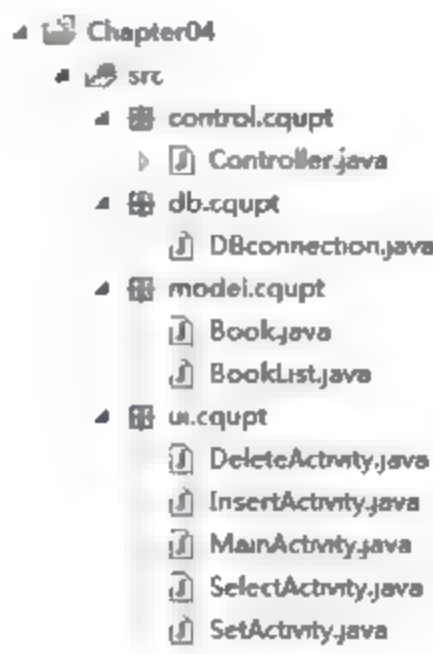 Chapter04
src
control.cqupt
Controller.java
db.cqupt
DBconnection.java
model.cqupt
Book.java
BookList.java
ui.cqupt
DeleteActivity.java
InsertActivity.java
MainActivity.java
SelectActivity.java
SetActivity.java